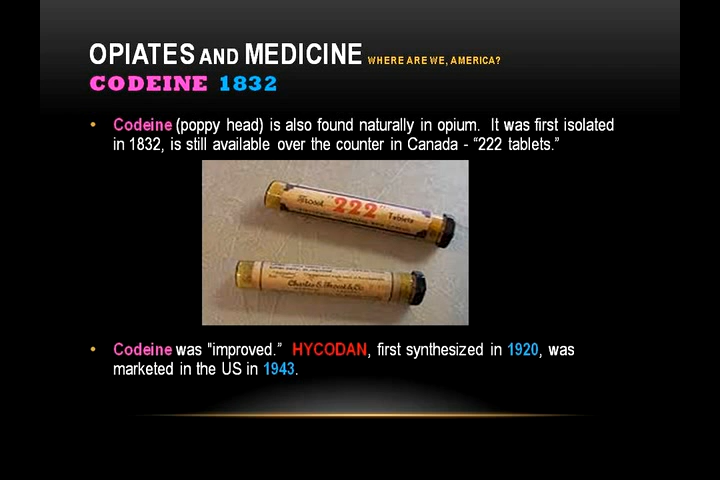 OPIATES AND MEDICINE WHERE ARE WE, AMERICA?
CODEINE 1832
• Codeine (poppy head) is also found naturally in opium. It was first isolated
in 1832, is still available over the counter in Canada - “222 tablets.”
Frosst "222" Tablets
Charles E. Frosst & Co.
• Codeine was "improved.” HYCODAN, first synthesized in 1920, was
marketed in the US in 1943.